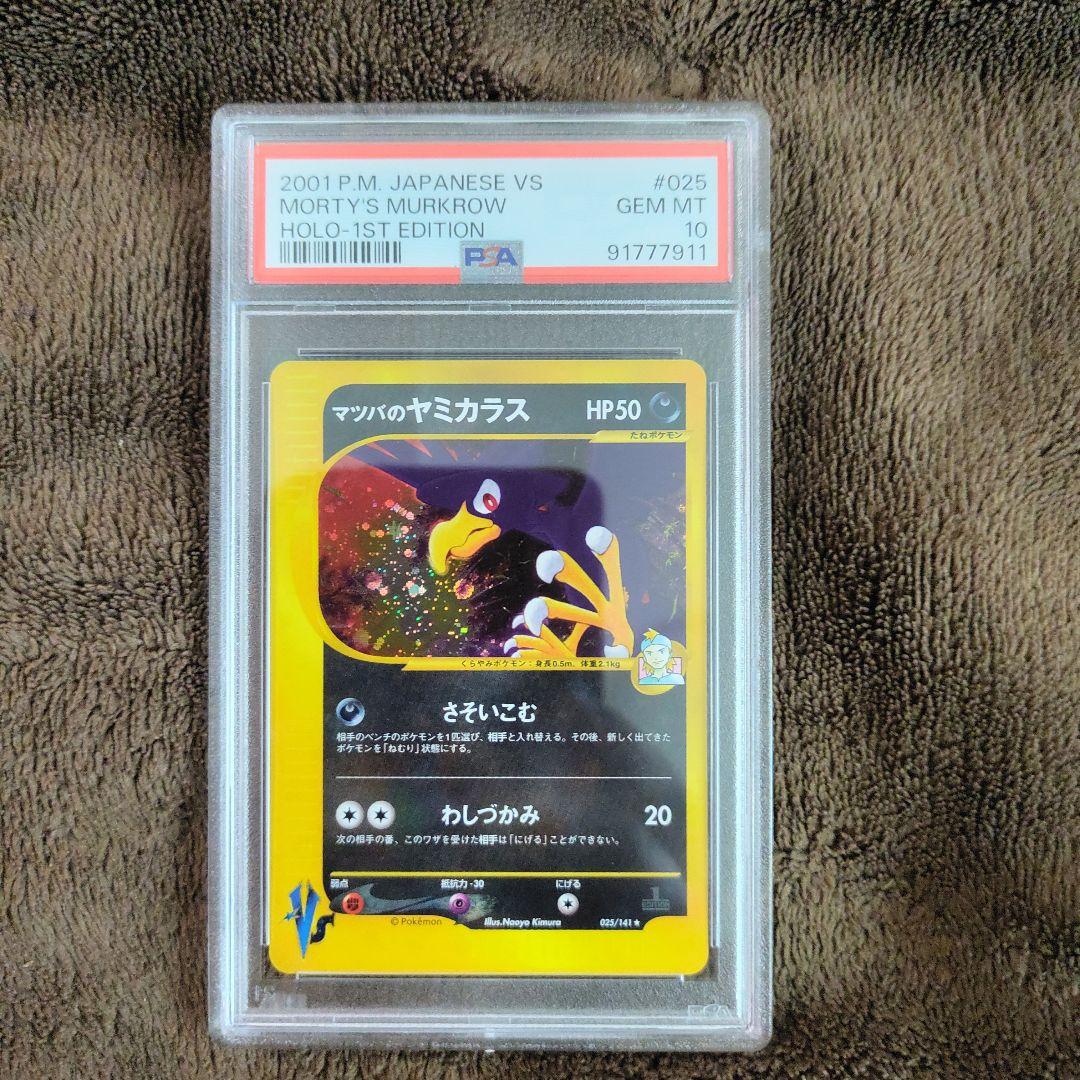 2001 P.M. JAPANESE VS #025
MORTY'S MURKROW GEM MT
HOLO-1ST EDITION 10
PSA 91777911
マツバのヤミカラス HP50
たねポケモン
くらやみポケモン：身長0.5m、体重2.1kg
さそいこむ
相手のベンチのポケモンを1匹選び、相手と入れ替える。その後、新しく出てきた
ポケモンを「ねむり」状態にする。
わしづかみ 20
次の相手の番、このワザを受けた相手は「にげる」ことができない。
弱点 抵抗力-30 にげる
1
EDITION
Vs
©Pokémon Illus.Naoyo Kimura 025/141★
PSA